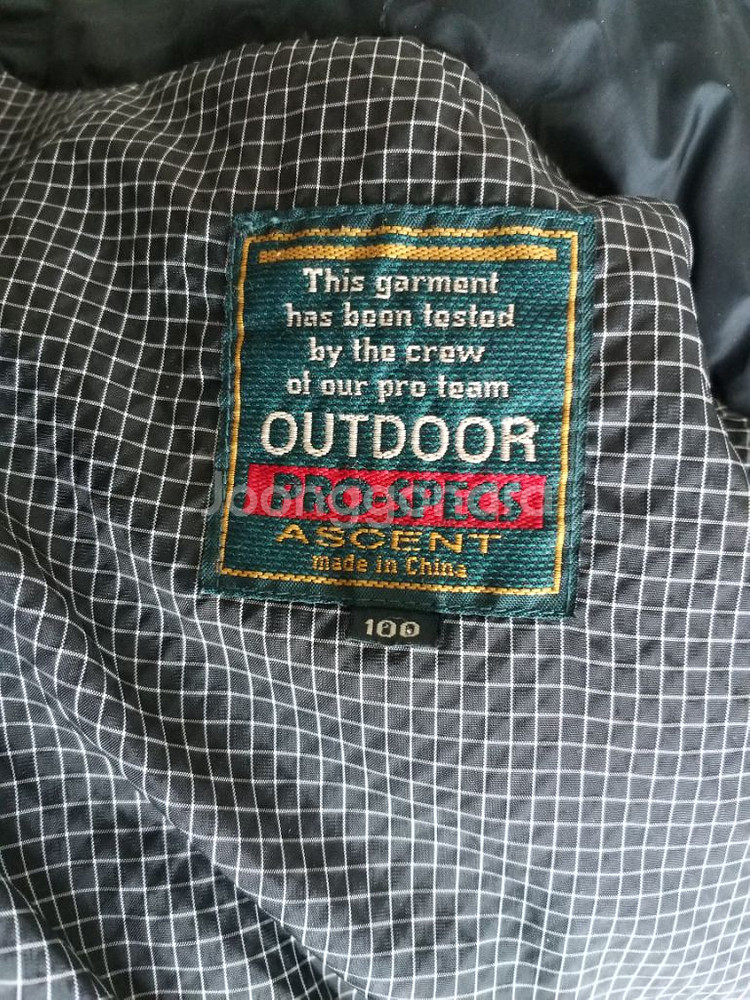 This garment
has been tested
by the crew
of our pro team
OUTDOOR
PRO-SPECS
ASCENT
made in China
100